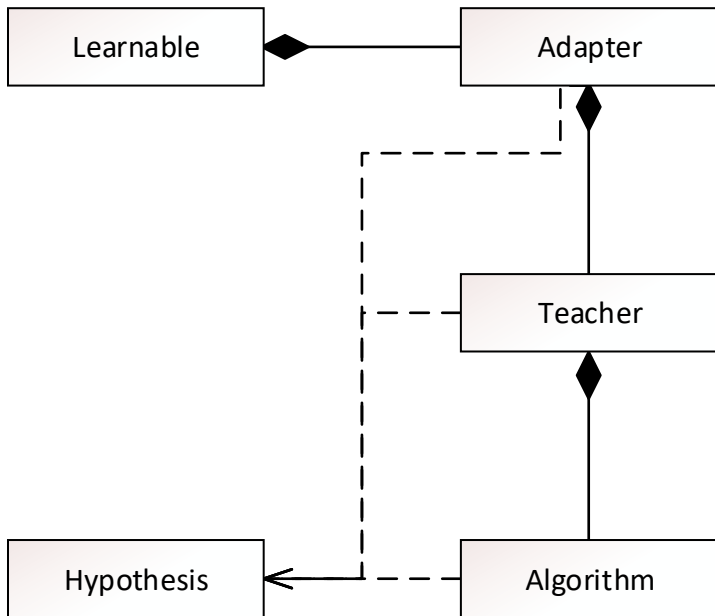 Learnable
Adapter
Teacher
Hypothesis
Algorithm